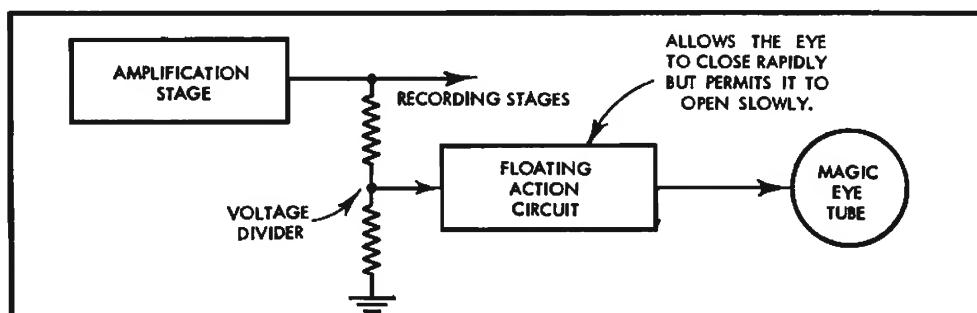 AMPLIFICATION
STAGE
RECORDING STAGES
ALLOWS THE EYE
TO CLOSE RAPIDLY
BUT PERMITS IT TO
OPEN SLOWLY.
VOLTAGE
DIVIDER
FLOATING
ACTION
CIRCUIT
MAGIC
EYE
TUBE